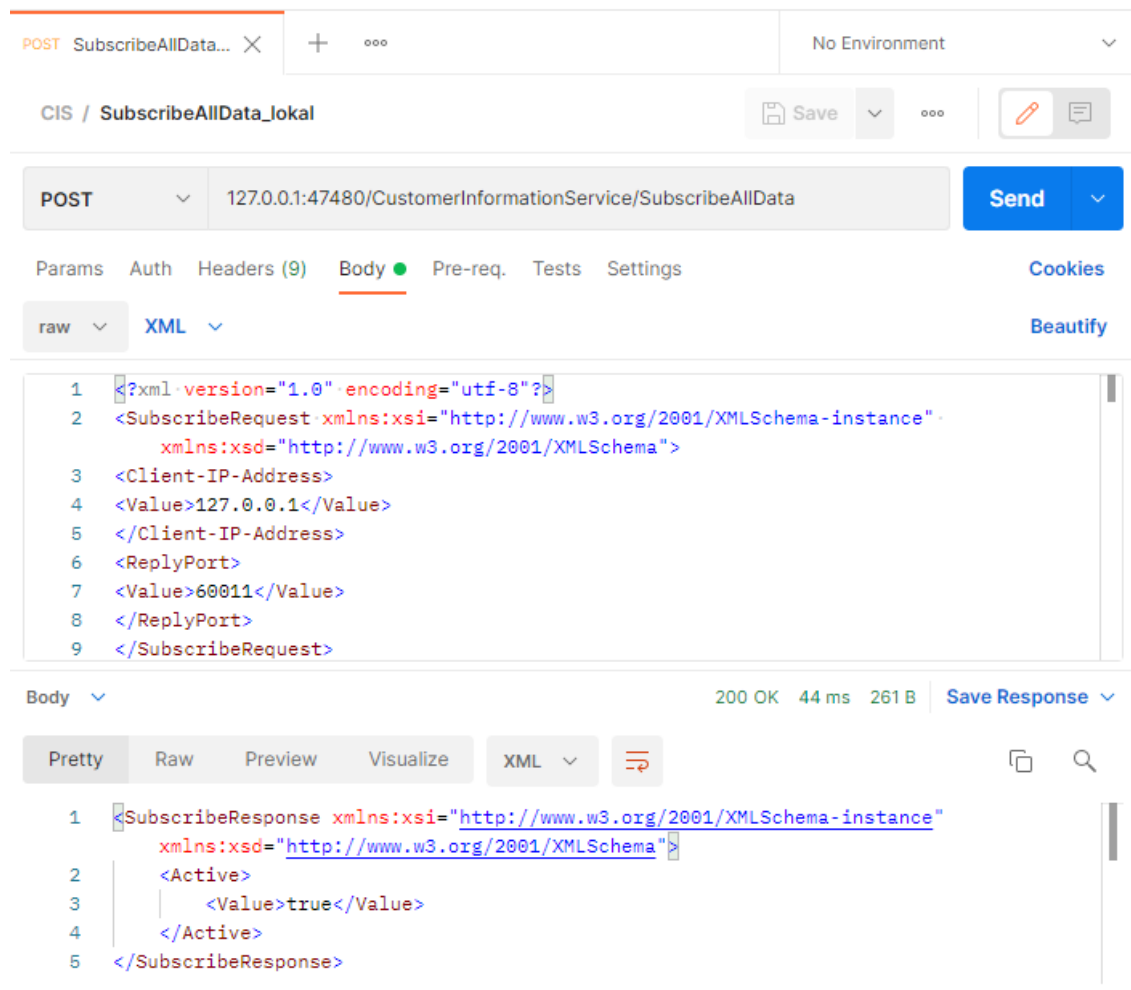 POST SubscribeAllData...
No Environment
CIS / SubscribeAllData_lokal
Save
POST 127.0.0.1:47480/CustomerInformationService/SubscribeAllData Send
Params Auth Headers (9) Body Pre-req. Tests Settings Cookies
raw XML Beautify
1 <?xml version="1.0" encoding="utf-8"?>
2 <SubscribeRequest xmlns:xsi="http://www.w3.org/2001/XMLSchema-instance"
xmlns:xsd="http://www.w3.org/2001/XMLSchema">
3 <Client-IP-Address>
4 <Value>127.0.0.1</Value>
5 </Client-IP-Address>
6 <ReplyPort>
7 <Value>60011</Value>
8 </ReplyPort>
9 </SubscribeRequest>
Body 200 OK 44 ms 261 B Save Response
Pretty Raw Preview Visualize XML
1 <SubscribeResponse xmlns:xsi="http://www.w3.org/2001/XMLSchema-instance"
xmlns:xsd="http://www.w3.org/2001/XMLSchema">
2 <Active>
3 <Value>true</Value>
4 </Active>
5 </SubscribeResponse>